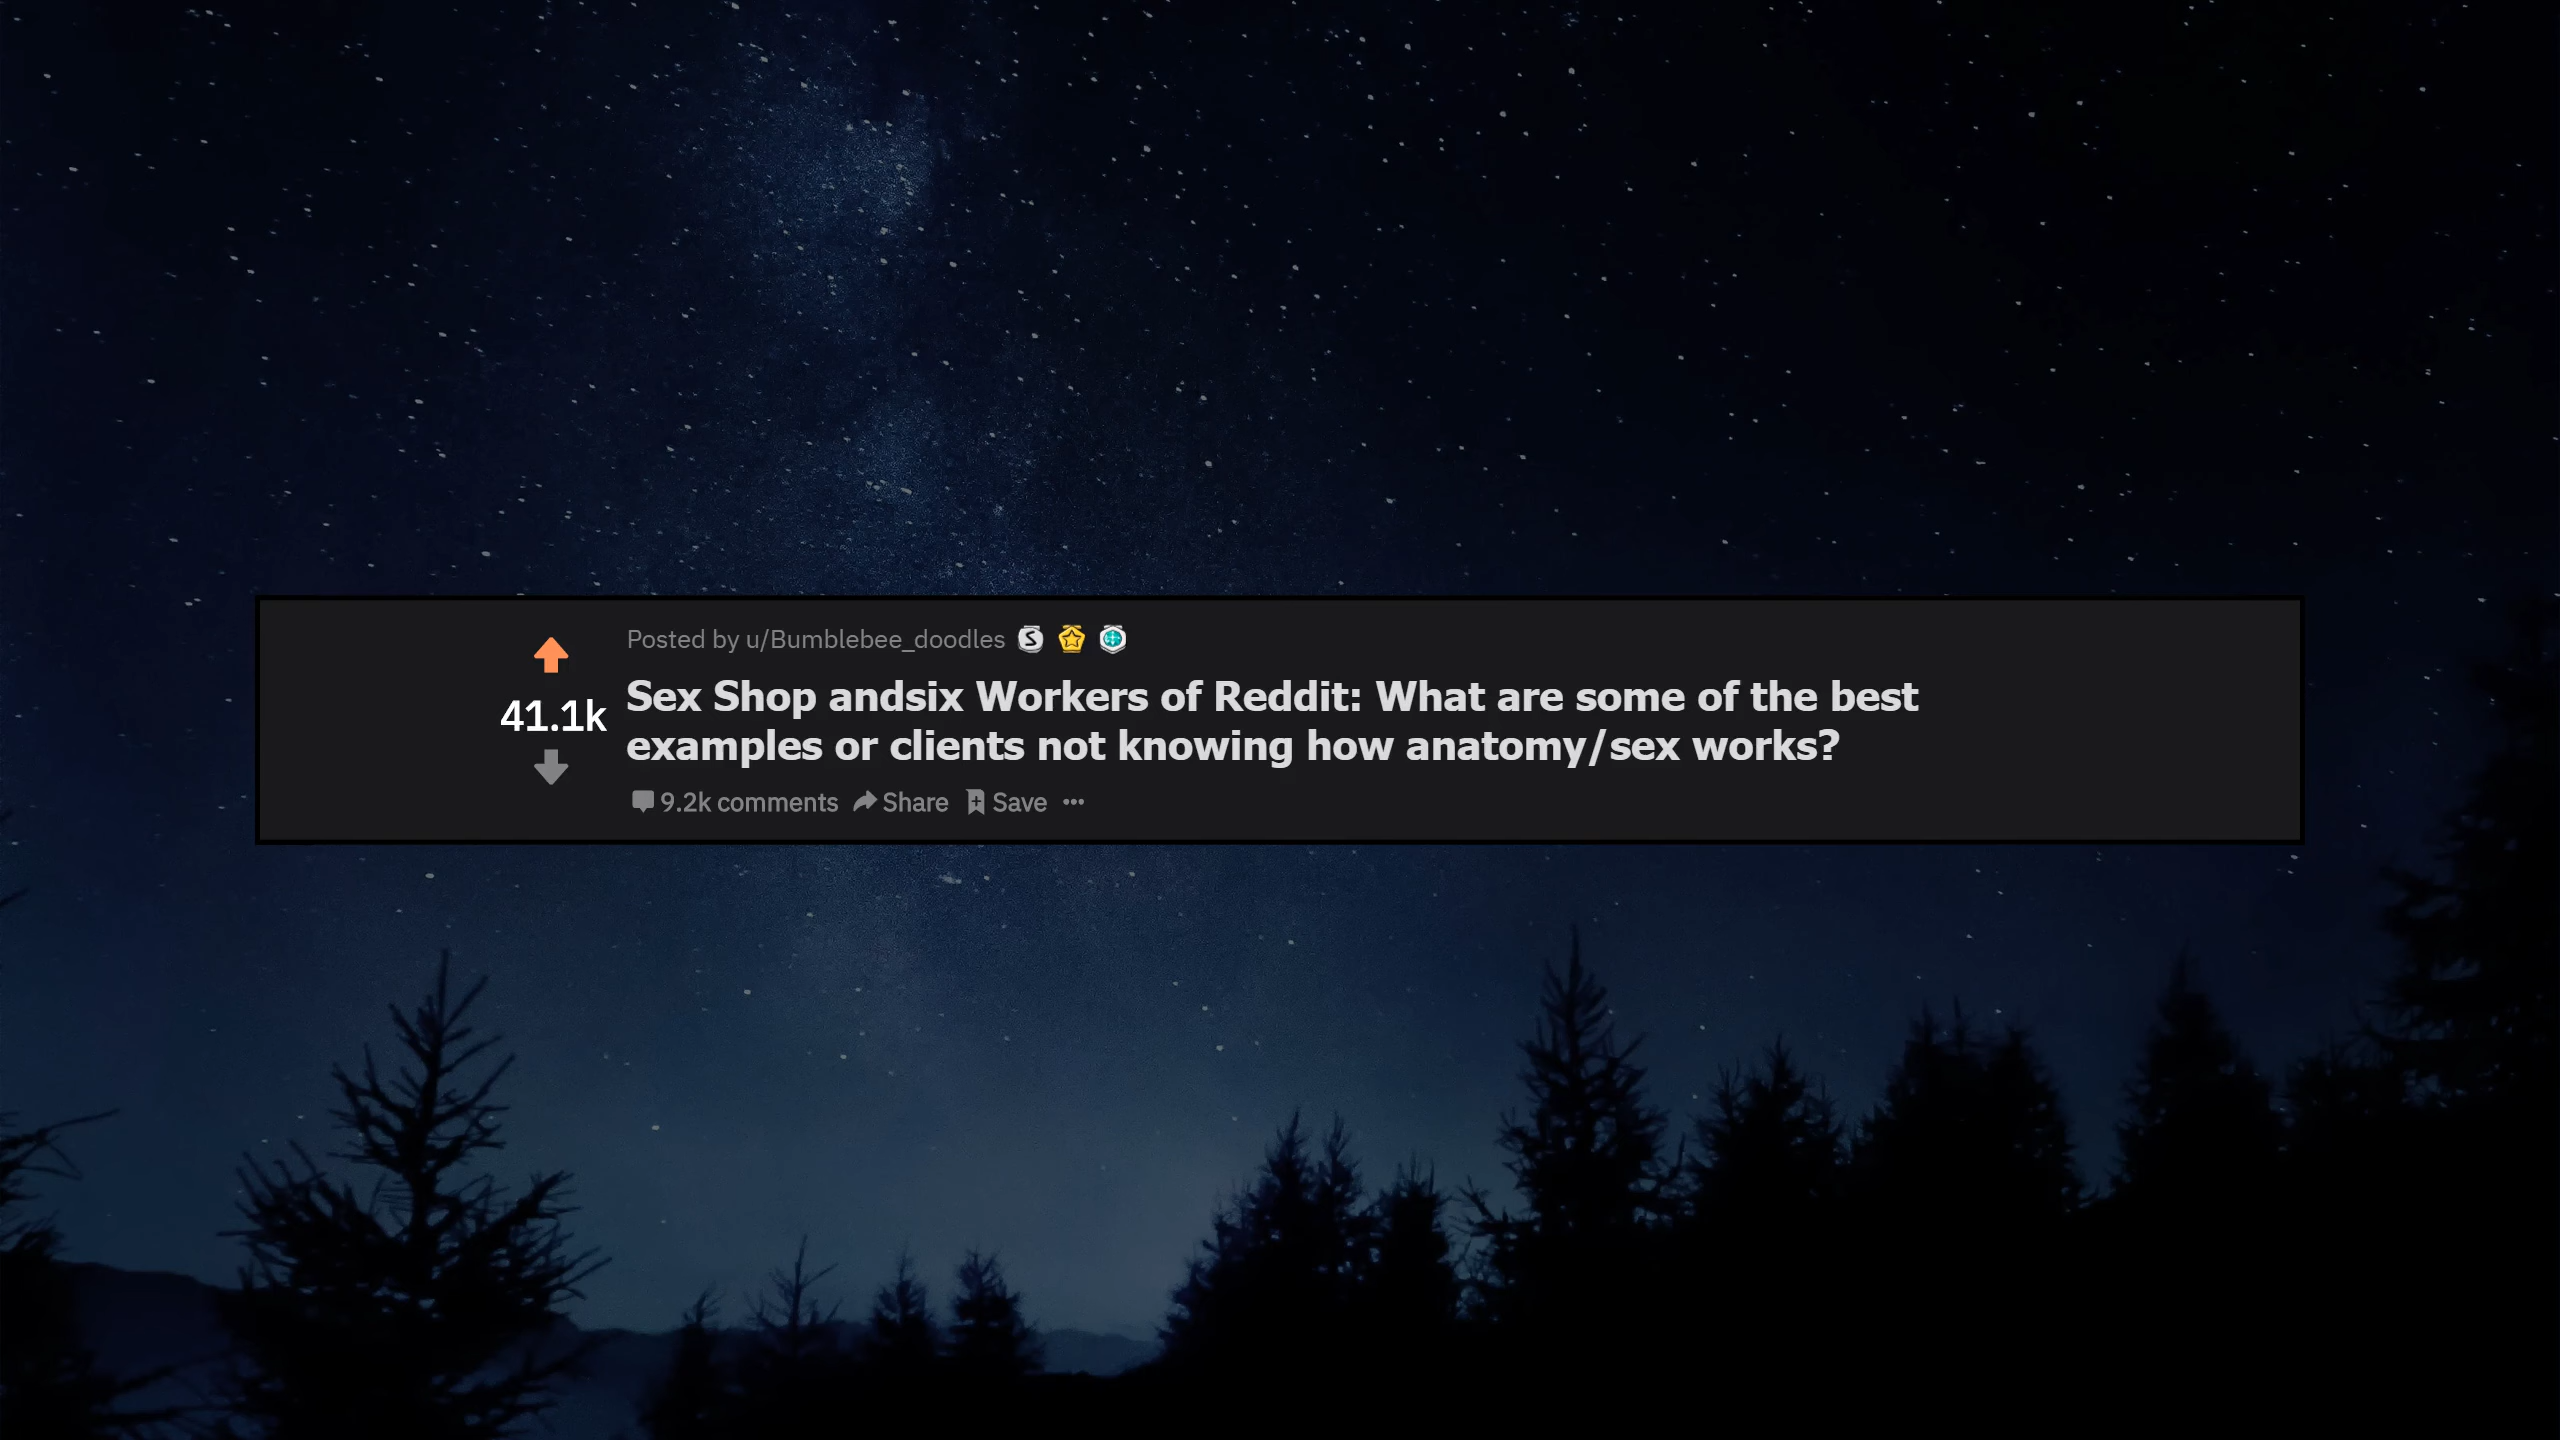 Posted by u/Bumblebee_doodles
41.1k
Sex Shop andsix Workers of Reddit: What are some of the best
examples or clients not knowing how anatomy/sex works?
9.2k comments Share Save